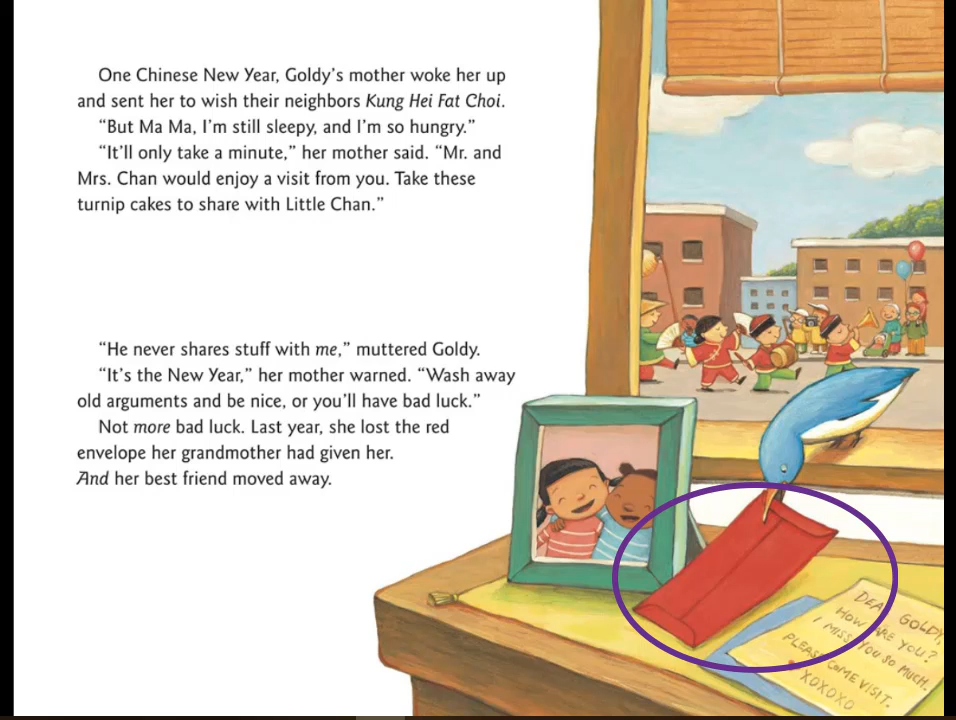 One Chinese New Year, Goldy's mother woke her up
and sent her to wish their neighbors Kung Hei Fat Choi.
“But Ma Ma, I'm still sleepy, and I'm so hungry.”
“It'll only take a minute,” her mother said. “Mr. and
Mrs. Chan would enjoy a visit from you. Take these
turnip cakes to share with Little Chan.”
“He never shares stuff with me,” muttered Goldy.
“It's the New Year,” her mother warned. “Wash away
old arguments and be nice, or you'll have bad luck.”
Not more bad luck. Last year, she lost the red
envelope her grandmother had given her.
And her best friend moved away.
DEAR GOLDY,
HOW ARE YOU?
I MISS YOU SO MUCH.
PLEASE COME VISIT.
XOXOXO